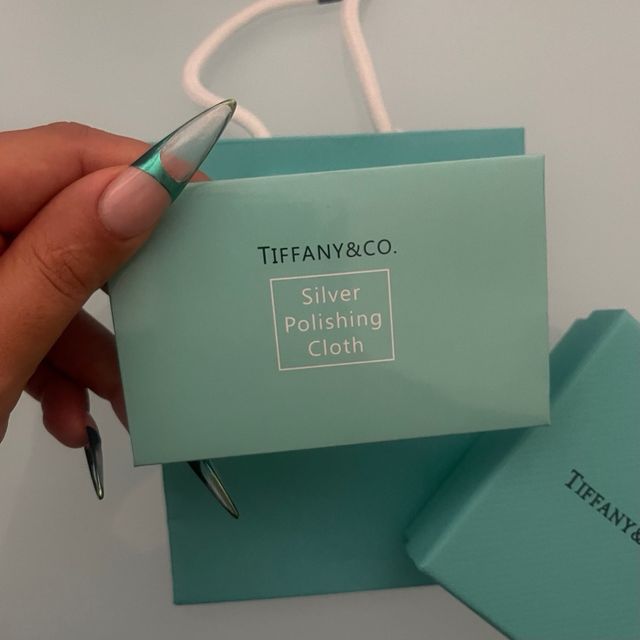 TIFFANY&CO.
Silver
Polishing
Cloth
TIFFANY&